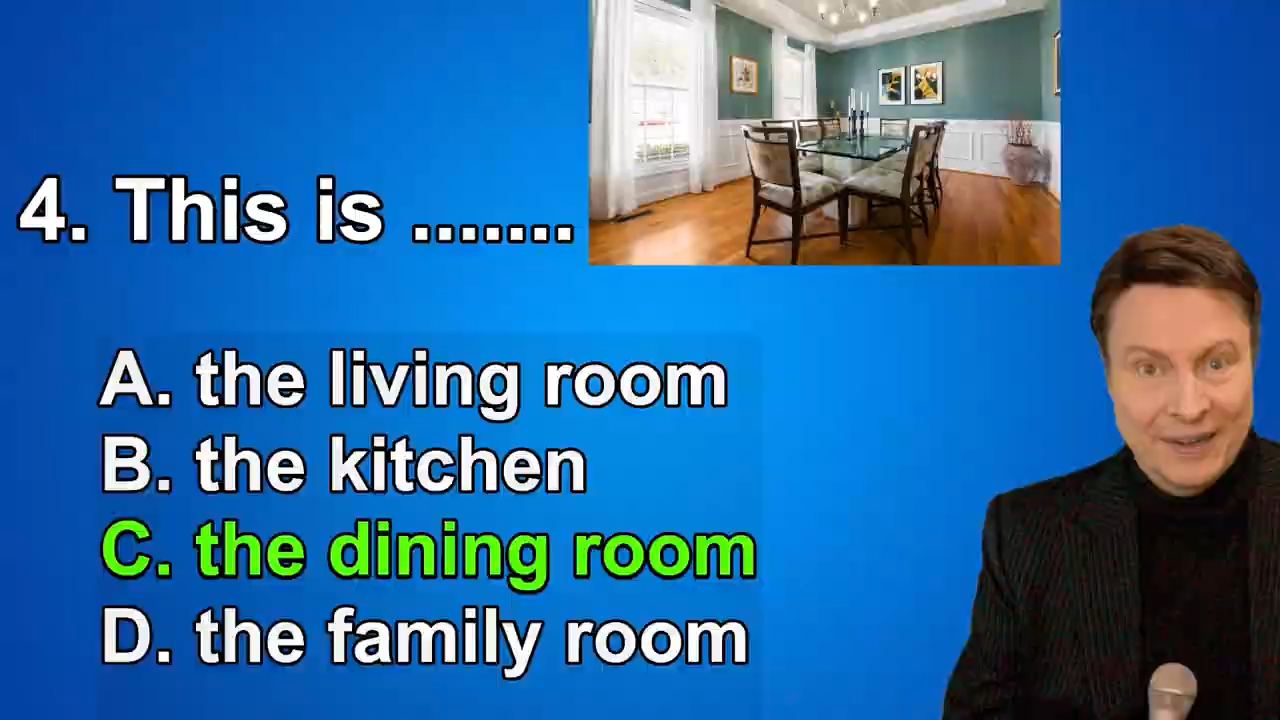 4. This is .......
A. the living room
B. the kitchen
C. the dining room
D. the family room